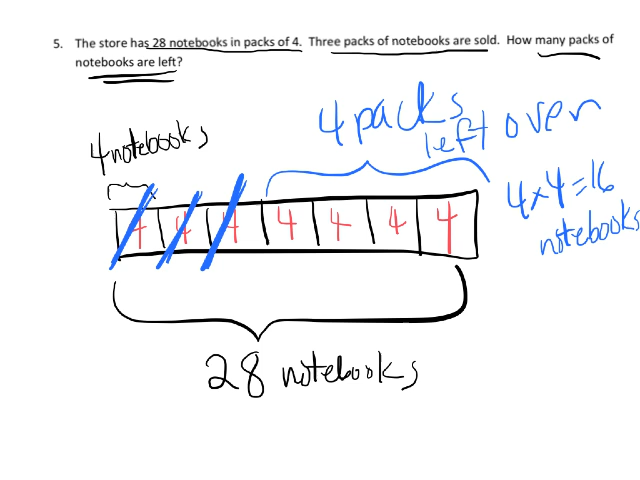 5. The store has 28 notebooks in packs of 4. Three packs of notebooks are sold. How many packs of
notebooks are left?
4 packs
left over
4 notebooks
4 x 4 = 16
notebooks
4 4 4 4 4 4 4
28 notebooks